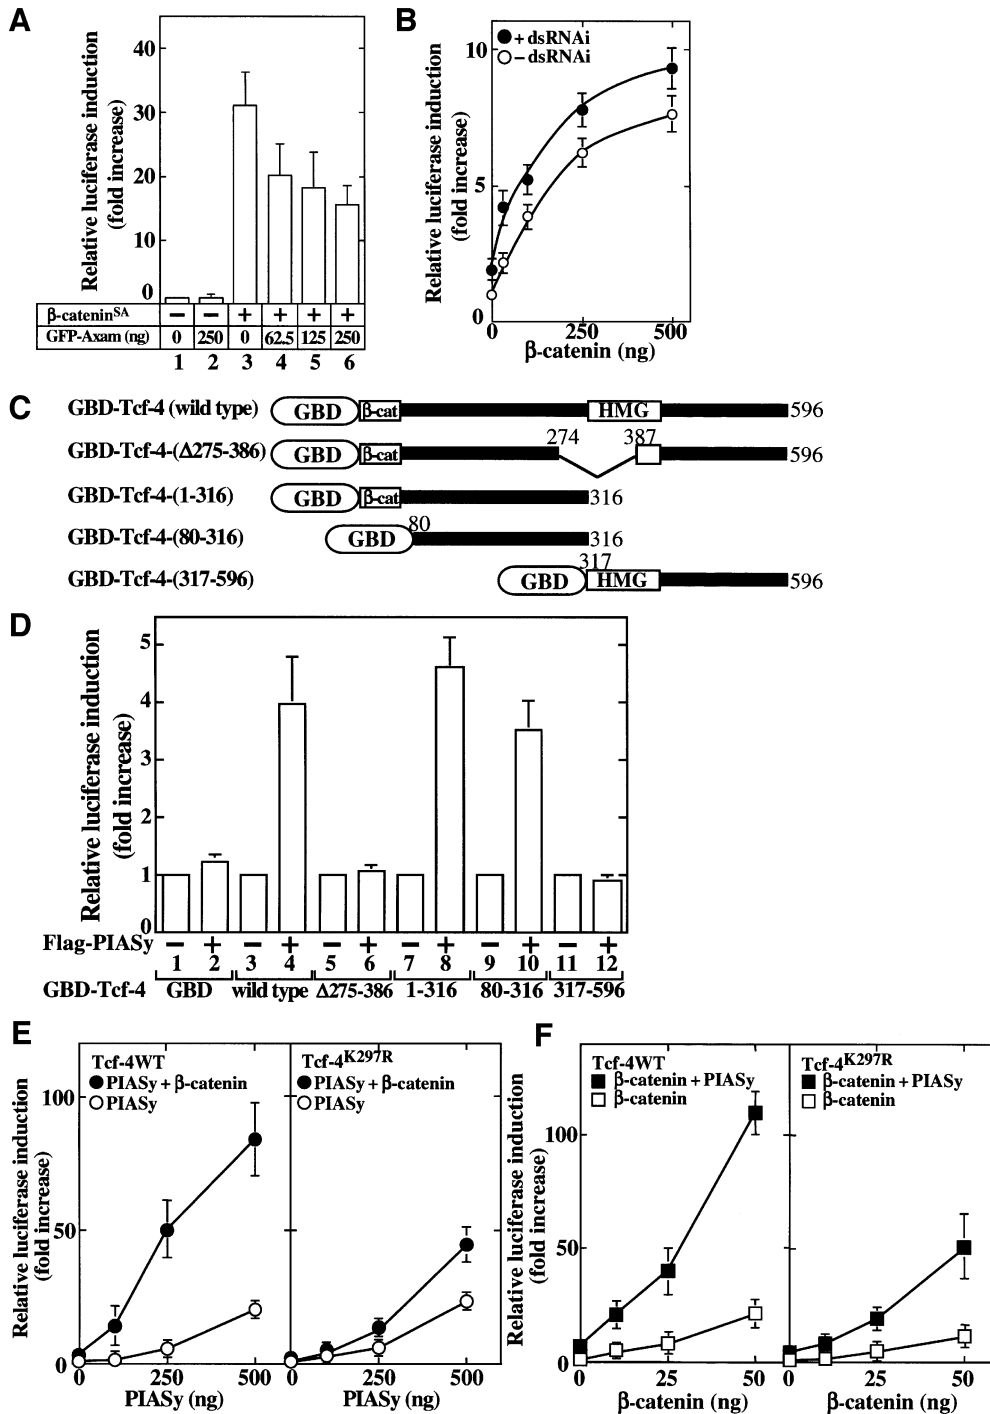 A
Relative luciferase induction
(fold increase)
40
30
20
10
0
β-catenin^SA − − + + + +
GFP-Axam (ng) 0 250 0 62.5 125 250
1 2 3 4 5 6
B
Relative luciferase induction
(fold increase)
+ dsRNAi
− dsRNAi
10
5
0
0 250 500
β-catenin (ng)
C
GBD-Tcf-4-(wild type) GBD β-cat HMG 596
GBD-Tcf-4-(Δ275-386) GBD β-cat 274 387 596
GBD-Tcf-4-(1-316) GBD β-cat 316
GBD-Tcf-4-(80-316) GBD 80 316
GBD-Tcf-4-(317-596) GBD 317 HMG 596
D
Relative luciferase induction
(fold increase)
5
4
3
2
1
0
Flag-PIASy − + − + − + − + − + − +
1 2 3 4 5 6 7 8 9 10 11 12
GBD-Tcf-4 GBD wild type Δ275-386 1-316 80-316 317-596
E
Relative luciferase induction
(fold increase)
Tcf-4WT
PIASy + β-catenin
PIASy
Tcf-4^K297R
PIASy + β-catenin
PIASy
100
50
0
0 250 500
PIASy (ng)
0 250 500
PIASy (ng)
F
Relative luciferase induction
(fold increase)
Tcf-4WT
β-catenin + PIASy
β-catenin
Tcf-4^K297R
β-catenin + PIASy
β-catenin
100
50
0
0 25 50
β-catenin (ng)
0 25 50
β-catenin (ng)